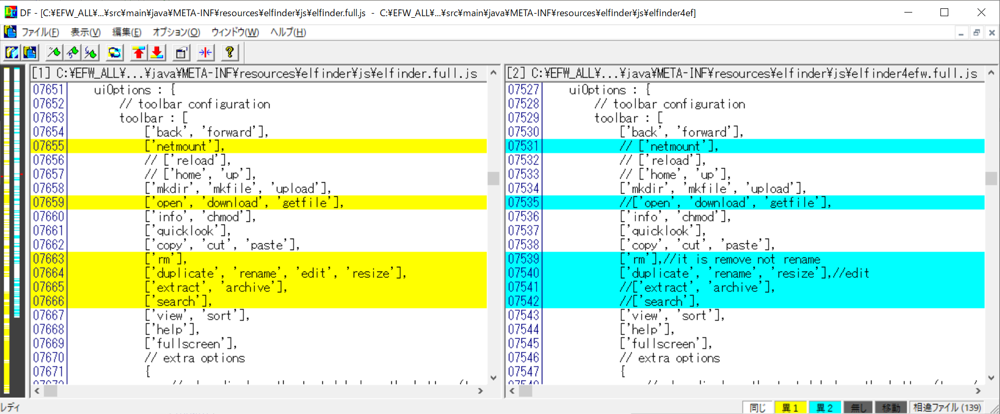 DF - [C:¥EFW_ALL¥...¥src¥main¥java¥META-INF¥resources¥elfinder¥js¥elfinder.full.js  -  C:¥EFW_ALL¥...¥src¥main¥java¥META-INF¥resources¥elfinder¥js¥elfinder4ef]
ファイル(F) 表示(V) 編集(E) オプション(O) ウィンドウ(W) ヘルプ(H)
[1] C:¥EFW_ALL¥...¥java¥META-INF¥resources¥elfinder¥js¥elfinder.full.js
07651 uiOptions : {
07652 // toolbar configuration
07653 toolbar : [
07654 ['back', 'forward'],
07655 ['netmount'],
07656 // ['reload'],
07657 // ['home', 'up'],
07658 ['mkdir', 'mkfile', 'upload'],
07659 ['open', 'download', 'getfile'],
07660 ['info', 'chmod'],
07661 ['quicklook'],
07662 ['copy', 'cut', 'paste'],
07663 ['rm'],
07664 ['duplicate', 'rename', 'edit', 'resize'],
07665 ['extract', 'archive'],
07666 ['search'],
07667 ['view', 'sort'],
07668 ['help'],
07669 ['fullscreen'],
07670 // extra options
07671 {
[2] C:¥EFW_ALL¥...¥java¥META-INF¥resources¥elfinder¥js¥elfinder4efw.full.js
07527 uiOptions : {
07528 // toolbar configuration
07529 toolbar : [
07530 ['back', 'forward'],
07531 // ['netmount'],
07532 // ['reload'],
07533 // ['home', 'up'],
07534 ['mkdir', 'mkfile', 'upload'],
07535 //['open', 'download', 'getfile'],
07536 ['info', 'chmod'],
07537 ['quicklook'],
07538 ['copy', 'cut', 'paste'],
07539 ['rm'],//it is remove not rename
07540 ['duplicate', 'rename', 'resize'],//edit
07541 //['extract', 'archive'],
07542 //['search'],
07543 ['view', 'sort'],
07544 ['help'],
07545 ['fullscreen'],
07546 // extra options
07547 {
レディ 同じ 異1 異2 無し 移動 相違ファイル (139)